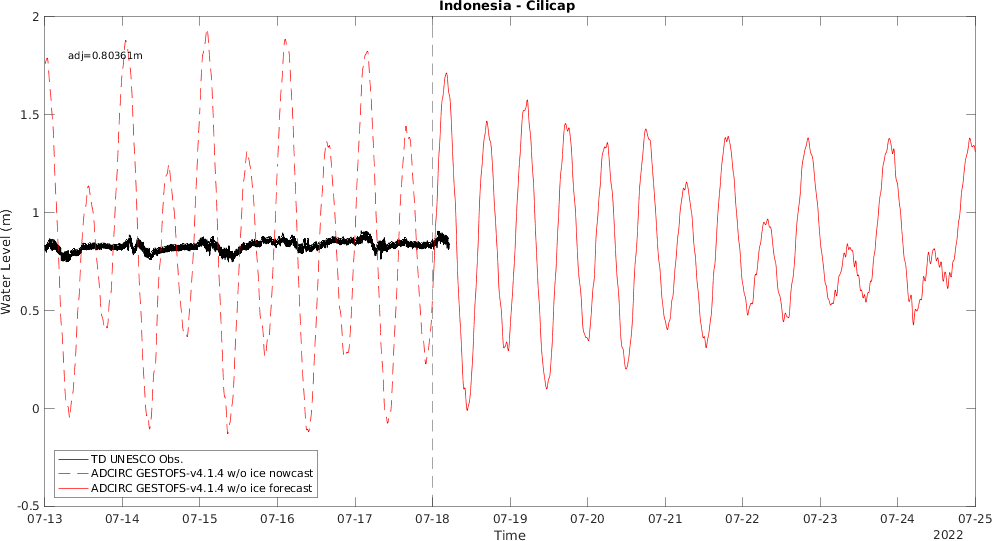 Indonesia - Cilicap
adj=0.80361m
2
1.5
1
0.5
0
-0.5
Water Level (m)
TD UNESCO Obs.
ADCIRC GESTOFS-v4.1.4 w/o ice nowcast
ADCIRC GESTOFS-v4.1.4 w/o ice forecast
07-13 07-14 07-15 07-16 07-17 07-18 07-19 07-20 07-21 07-22 07-23 07-24 07-25
Time
2022